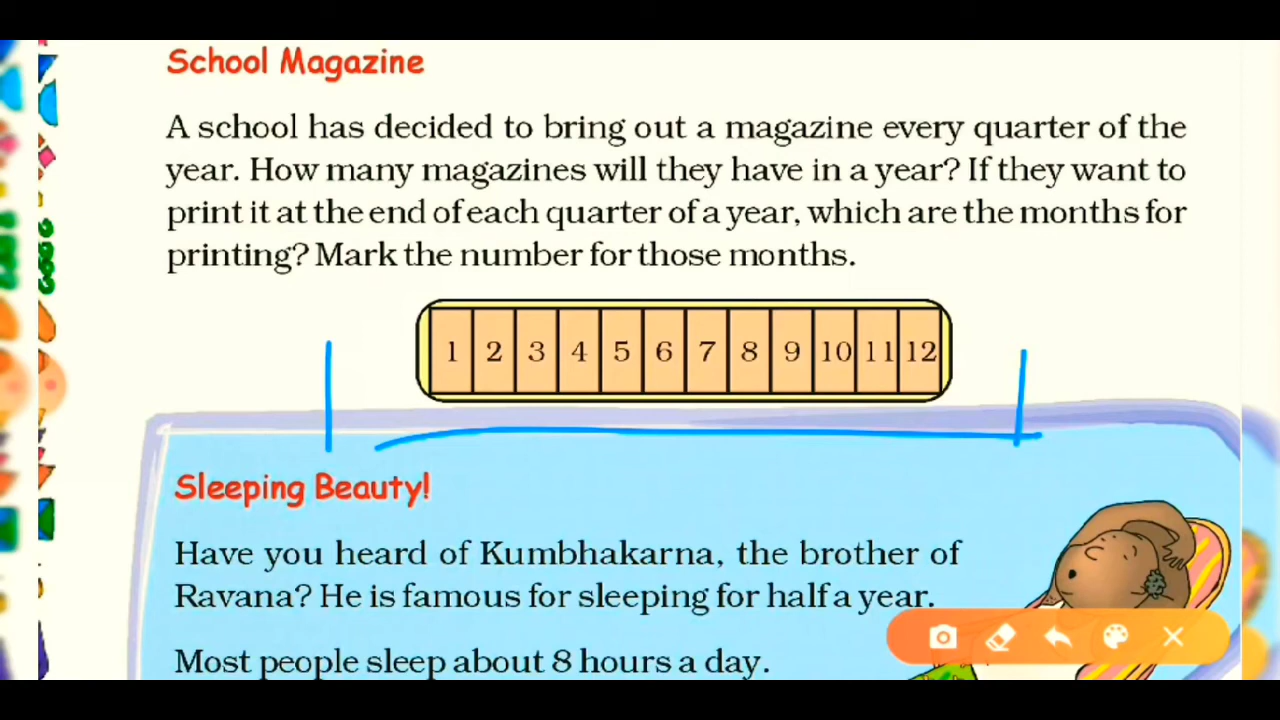 School Magazine
A school has decided to bring out a magazine every quarter of the
year. How many magazines will they have in a year? If they want to
print it at the end of each quarter of a year, which are the months for
printing? Mark the number for those months.
1 2 3 4 5 6 7 8 9 10 11 12
Sleeping Beauty!
Have you heard of Kumbhakarna, the brother of
Ravana? He is famous for sleeping for half a year.
Most people sleep about 8 hours a day.